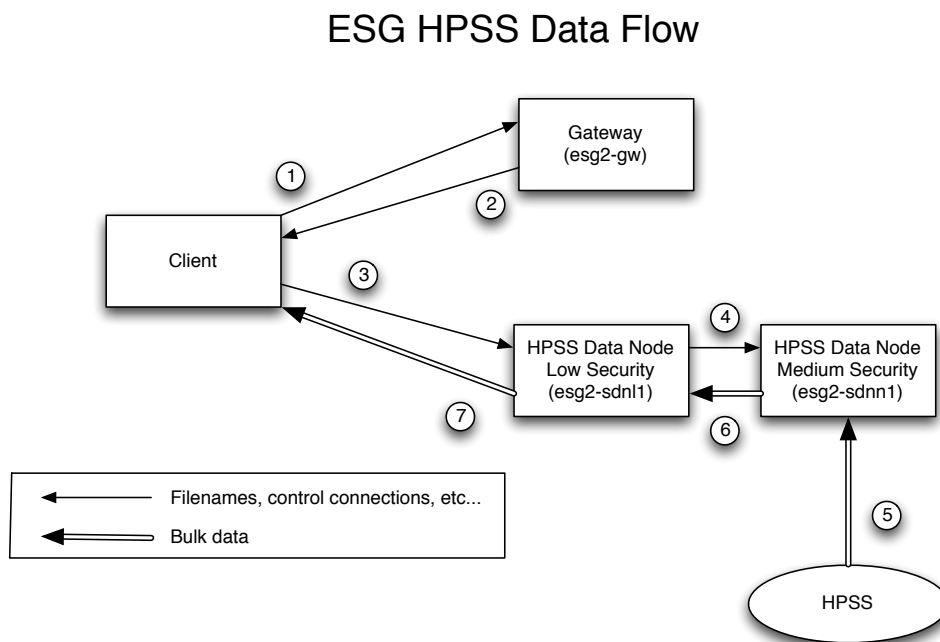 ESG HPSS Data Flow
Gateway
(esg2-gw)
1
2
Client
3
HPSS Data Node
Low Security
(esg2-sdnl1)
4
HPSS Data Node
Medium Security
(esg2-sdnn1)
6
7
Filenames, control connections, etc...
Bulk data
5
HPSS